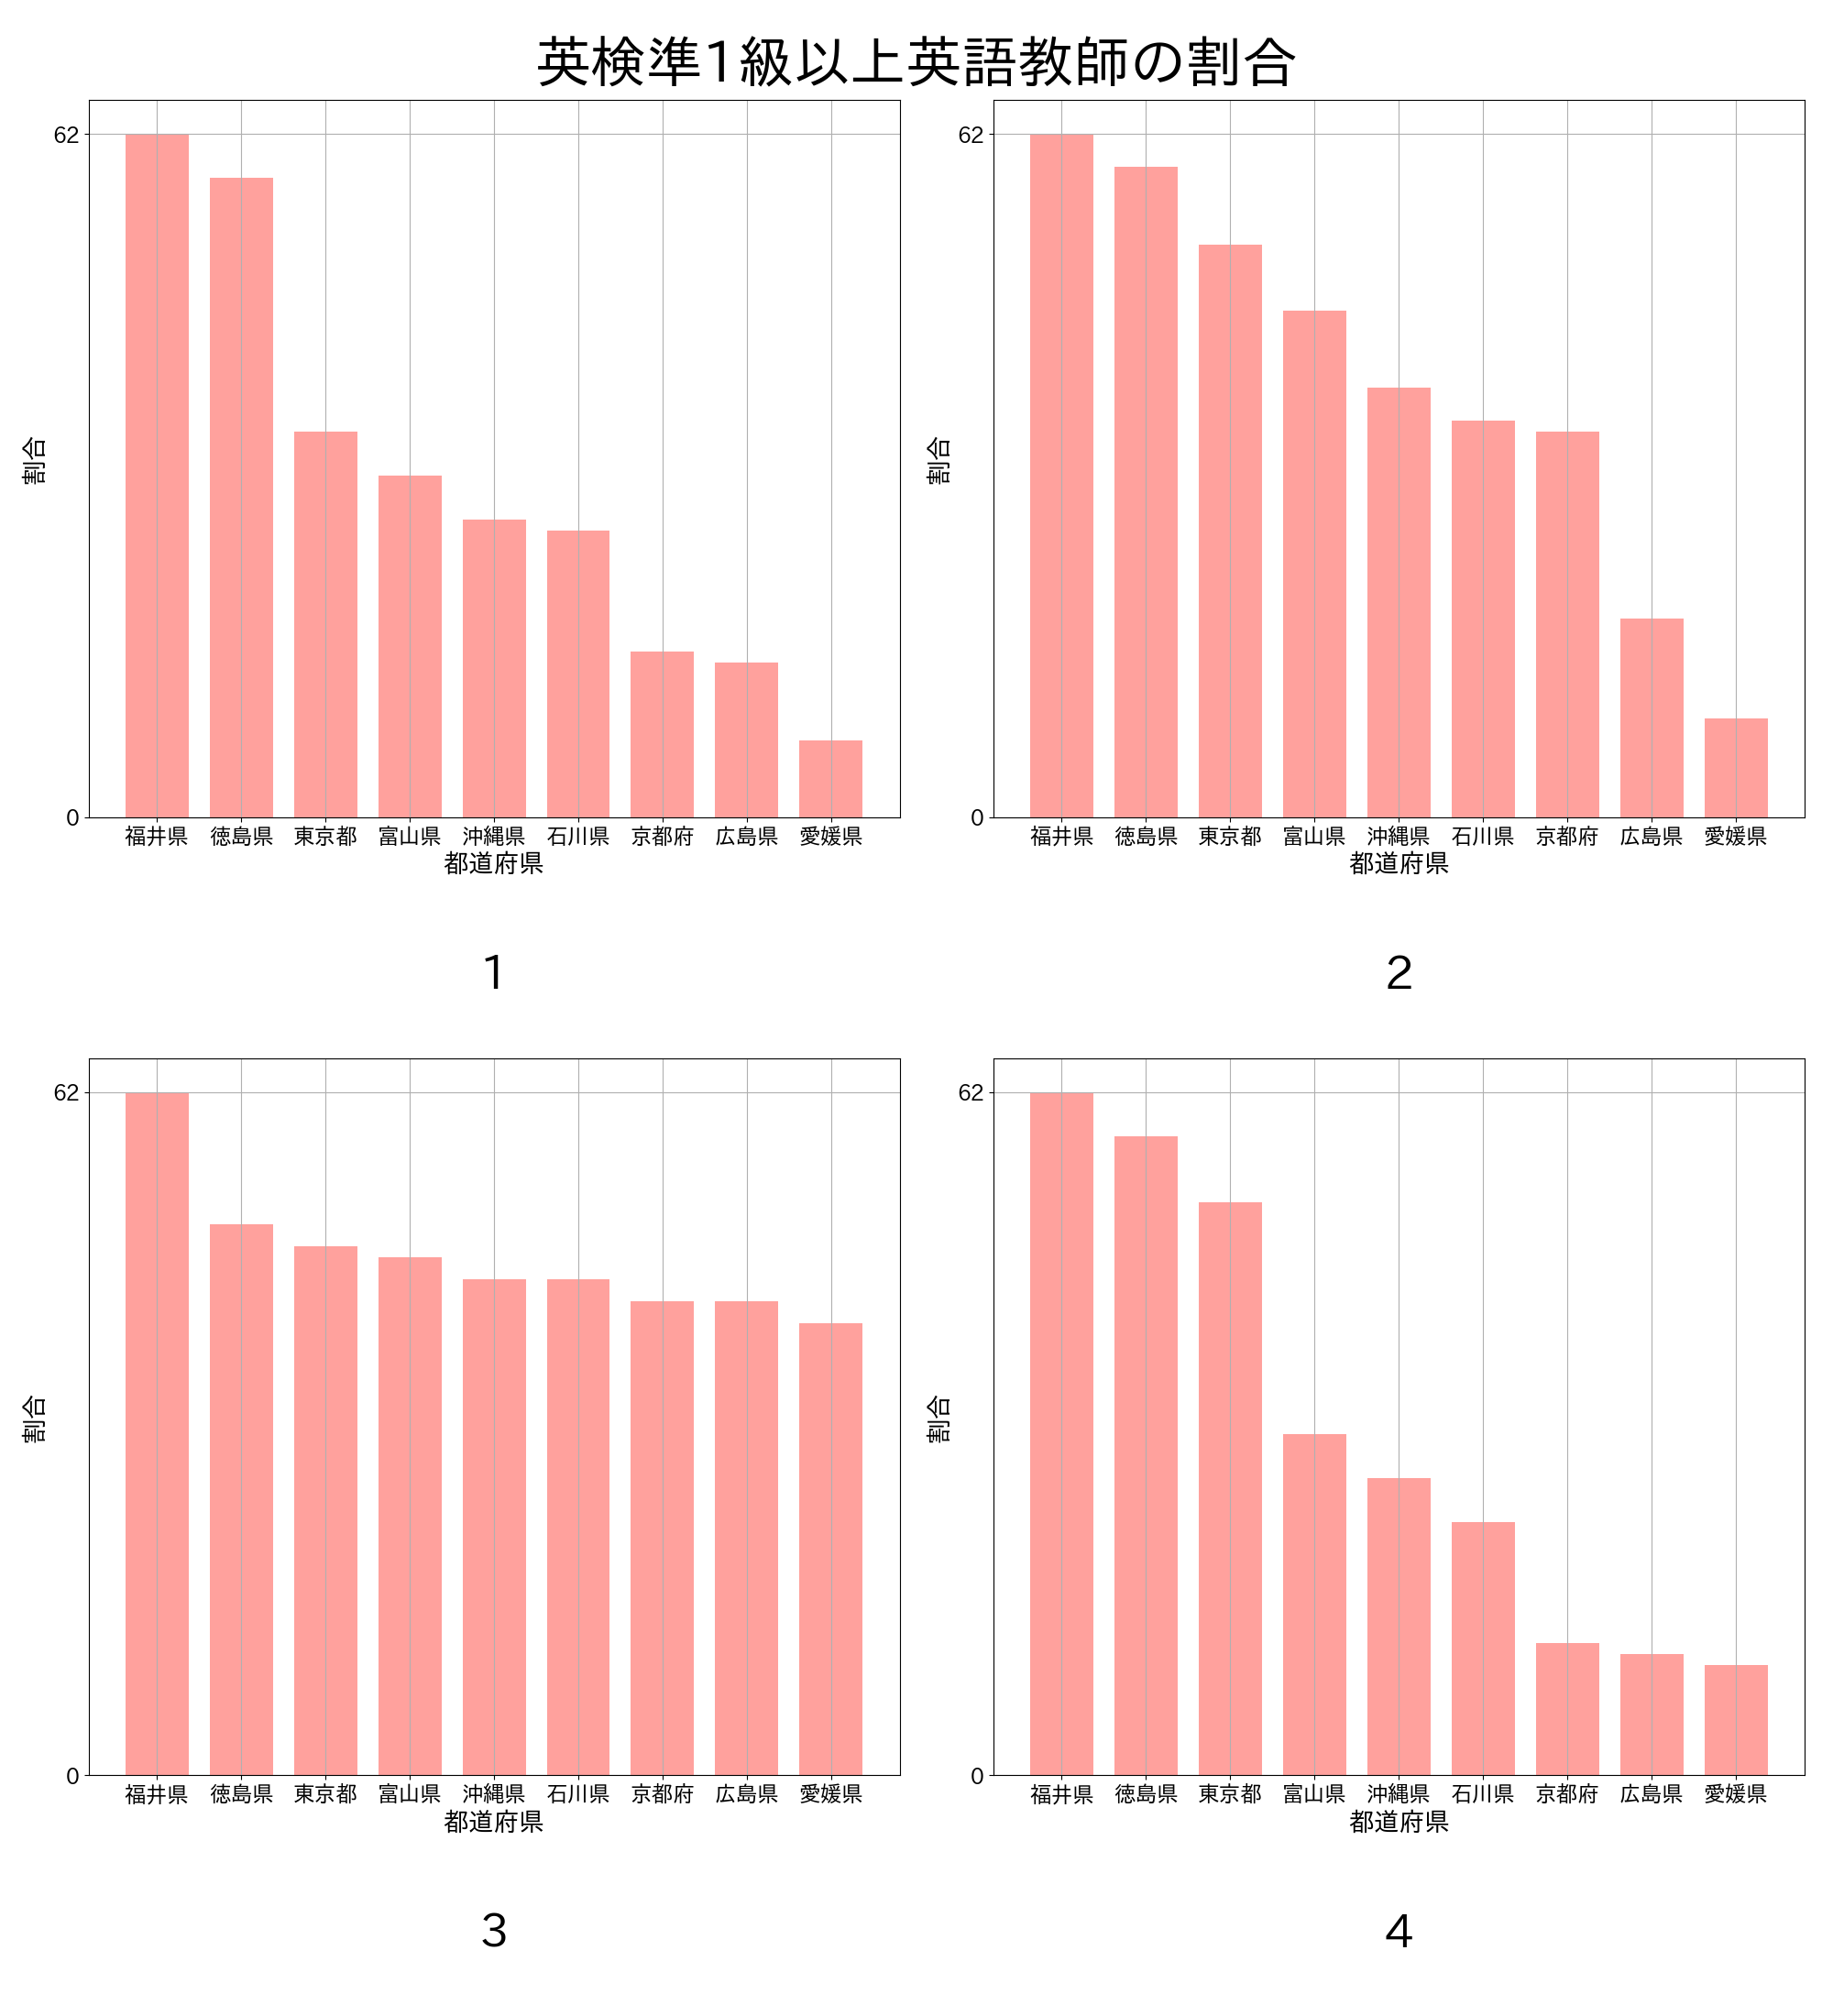 英検準1級以上英語教師の割合
62
0
割合
福井県 徳島県 東京都 富山県 沖縄県 石川県 京都府 広島県 愛媛県
都道府県
1
62
0
割合
福井県 徳島県 東京都 富山県 沖縄県 石川県 京都府 広島県 愛媛県
都道府県
2
62
0
割合
福井県 徳島県 東京都 富山県 沖縄県 石川県 京都府 広島県 愛媛県
都道府県
3
62
0
割合
福井県 徳島県 東京都 富山県 沖縄県 石川県 京都府 広島県 愛媛県
都道府県
4